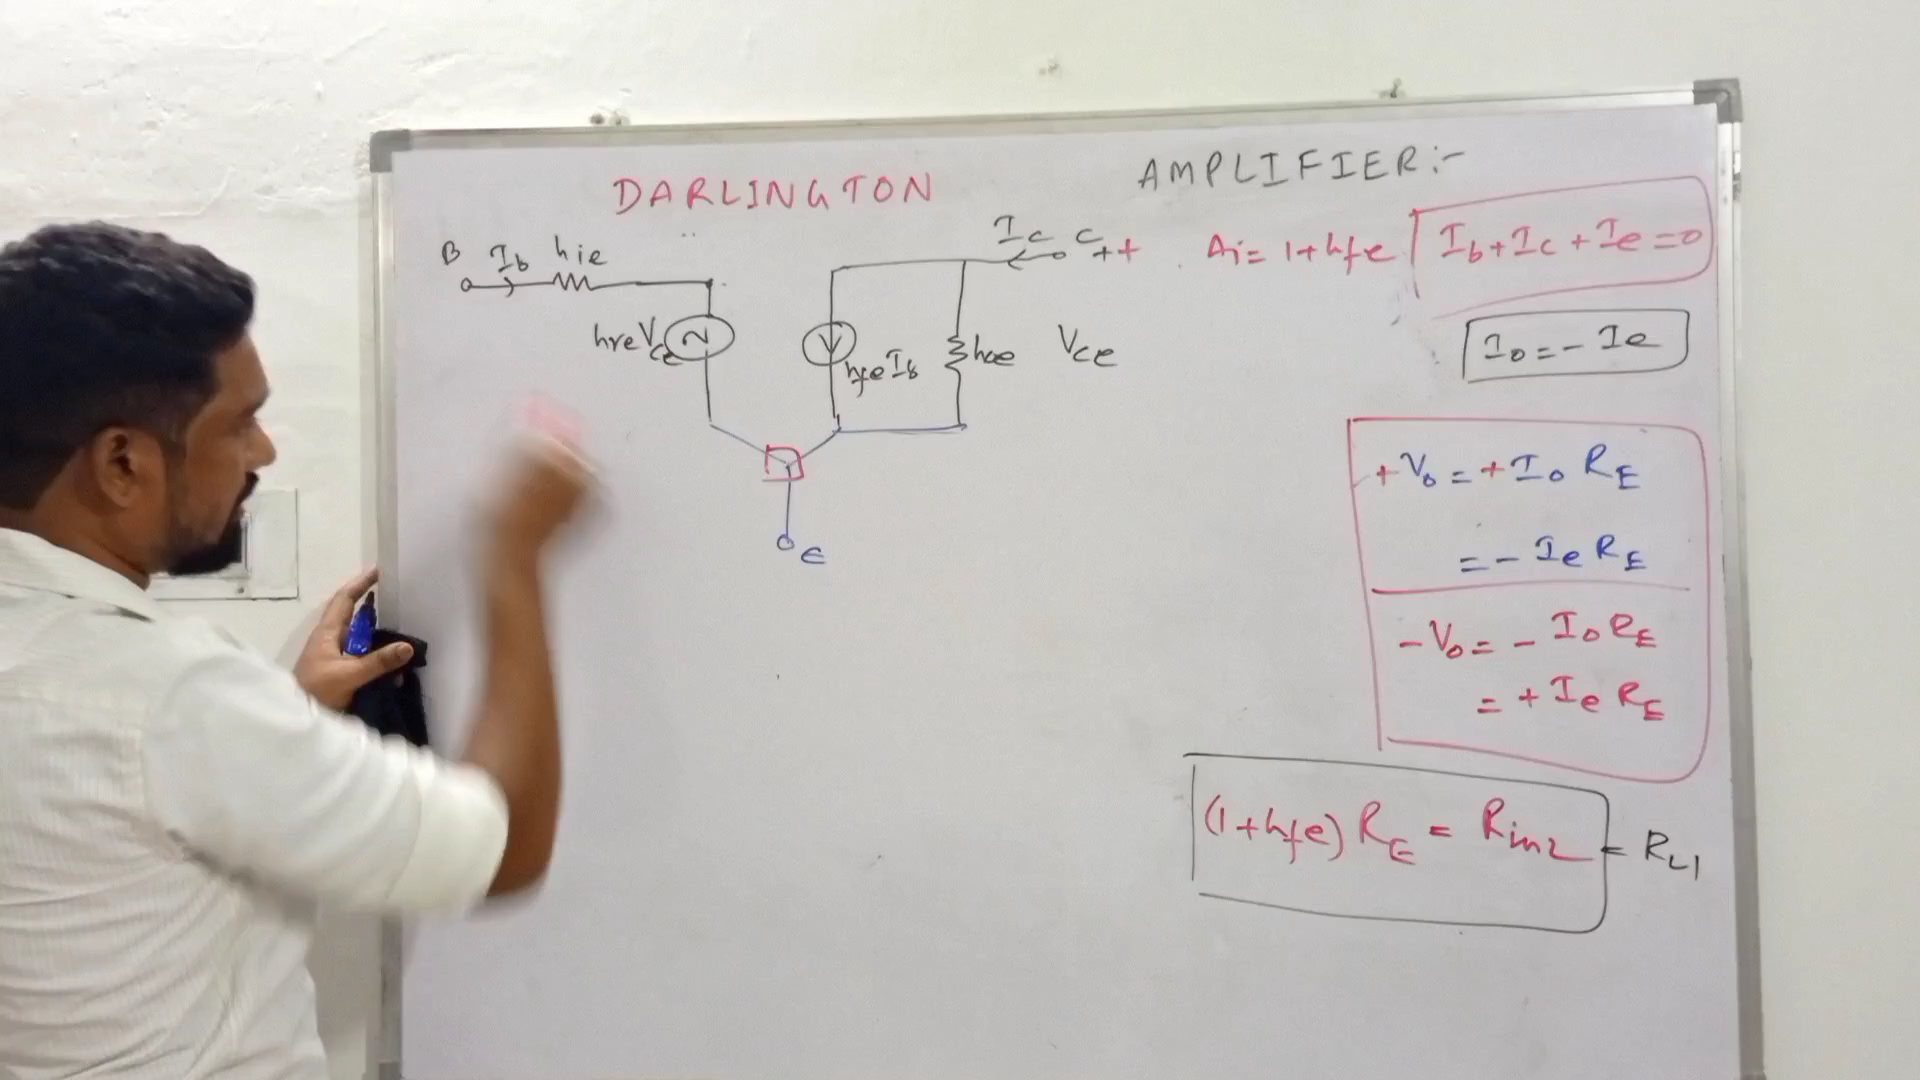 DARLINGTON AMPLIFIER:-
B Ib hie
Ic C ++
Ai = 1+hfe
Ib + Ic + Ie = 0
hreVce
hfeIb
hoe
Vce
Io = - Ie
+Vo = + Io RE
= - Ie RE
-Vo = - Io RE
= + Ie RE
E
(1+hfe) RE = Rin2 = RL1